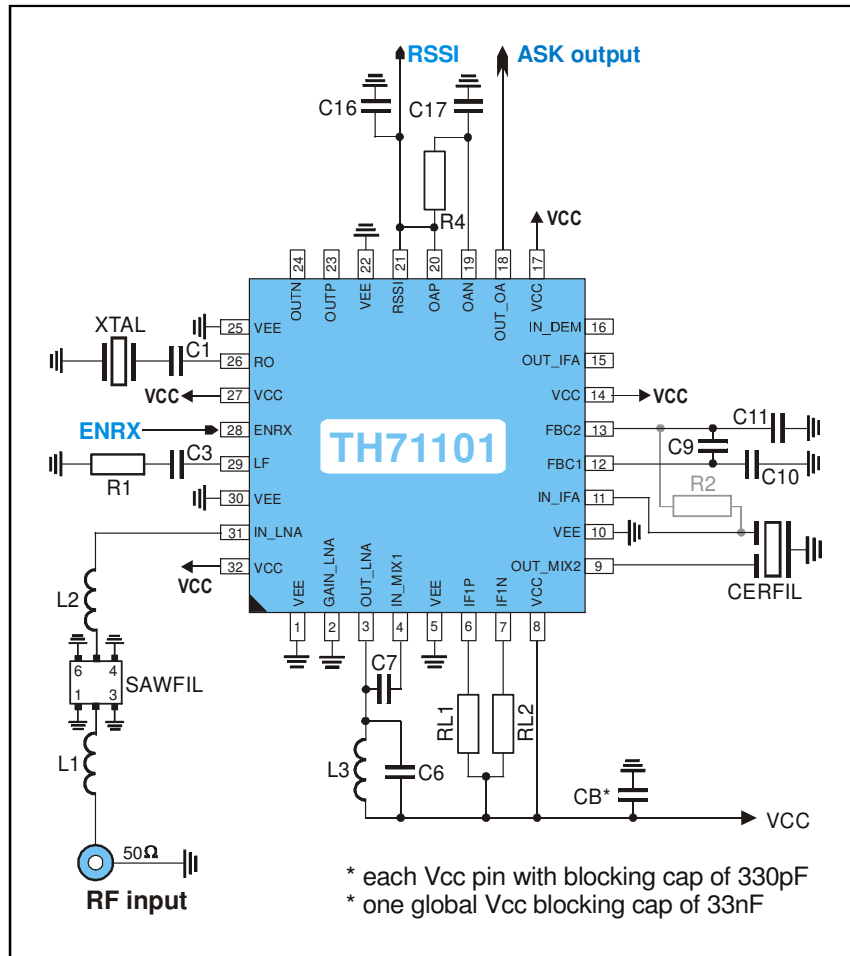 RSSI
ASK output
C16
C17
R4
VCC
24
23
22
21
20
19
18
17
OUTN
OUTP
VEE
RSSI
OAP
OAN
OUT_OA
VCC
XTAL
C1
25
VEE
IN_DEM
16
26
RO
OUT_IFA
15
VCC
27
VCC
VCC
14
VCC
ENRX
28
ENRX
FBC2
13
C11
TH71101
C9
R1
C3
29
LF
FBC1
12
C10
30
VEE
IN_IFA
11
R2
31
IN_LNA
VEE
10
VCC
32
VCC
OUT_MIX2
9
CERFIL
VEE
GAIN_LNA
OUT_LNA
IN_MIX1
VEE
IF1P
IF1N
VCC
1
2
3
4
5
6
7
8
L2
6
4
1
3
SAWFIL
C7
L1
L3
C6
RL1
RL2
CB*
VCC
50Ω
RF input
* each Vcc pin with blocking cap of 330pF
* one global Vcc blocking cap of 33nF